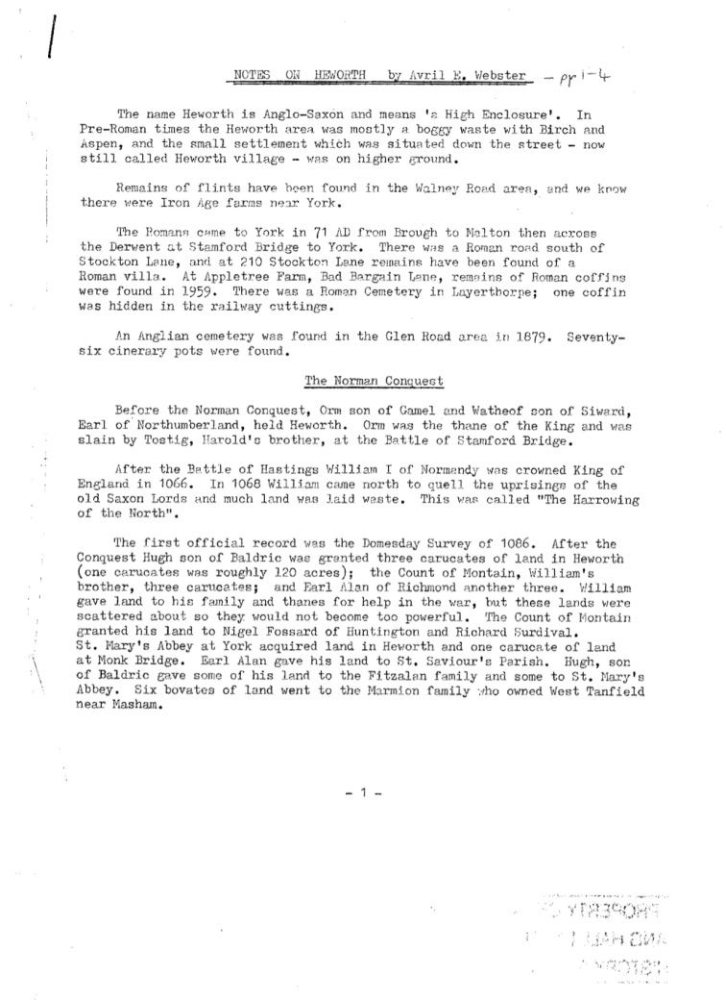 NOTES ON HEWORTH by Avril E. Webster - pp 1-4
The name Heworth is Anglo-Saxon and means 'a High Enclosure'. In
Pre-Roman times the Heworth area was mostly a boggy waste with Birch and
Aspen, and the small settlement which was situated down the street - now
still called Heworth village - was on higher ground.
Remains of flints have been found in the Walney Road area, and we know
there were Iron Age farms near York.
The Romans came to York in 71 AD from Brough to Malton then across
the Derwent at Stamford Bridge to York. There was a Roman road south of
Stockton Lane, and at 210 Stockton Lane remains have been found of a
Roman villa. At Appletree Farm, Bad Bargain Lane, remains of Roman coffins
were found in 1959. There was a Roman Cemetery in Layerthorpe; one coffin
was hidden in the railway cuttings.
An Anglian cemetery was found in the Glen Road area in 1879. Seventy-
six cinerary pots were found.
The Norman Conquest
Before the Norman Conquest, Orm son of Gamel and Watheof son of Siward,
Earl of Northumberland, held Heworth. Orm was the thane of the King and was
slain by Tostig, Harold's brother, at the Battle of Stamford Bridge.
After the Battle of Hastings William I of Normandy was crowned King of
England in 1066. In 1068 William came north to quell the uprisings of the
old Saxon Lords and much land was laid waste. This was called "The Harrowing
of the North".
The first official record was the Domesday Survey of 1086. After the
Conquest Hugh son of Baldric was granted three carucates of land in Heworth
(one carucates was roughly 120 acres); the Count of Montain, William's
brother, three carucates; and Earl Alan of Richmond another three. William
gave land to his family and thanes for help in the war, but these lands were
scattered about so they would not become too powerful. The Count of Montain
granted his land to Nigel Fossard of Huntington and Richard Surdival.
St. Mary's Abbey at York acquired land in Heworth and one carucate of land
at Monk Bridge. Earl Alan gave his land to St. Saviour's Parish. Hugh, son
of Baldric gave some of his land to the Fitzalan family and some to St. Mary's
Abbey. Six bovates of land went to the Marmion family who owned West Tanfield
near Masham.
- 1 -
PROPERTY
HALL